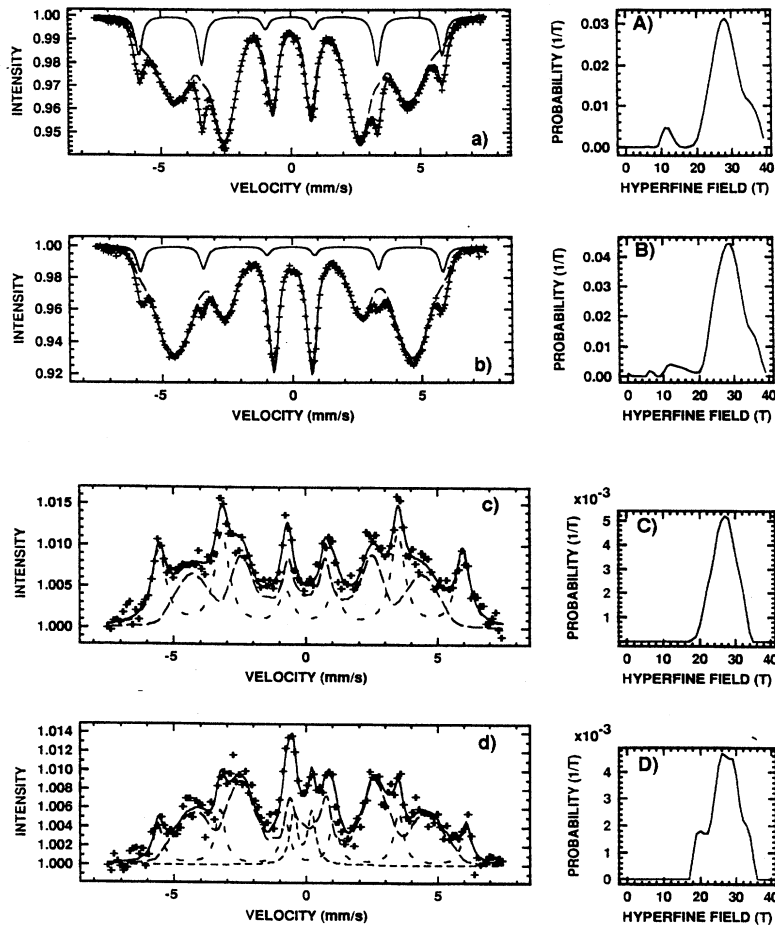 1.00
0.99
0.98
0.97
0.96
0.95
INTENSITY
a)
-5
0
5
VELOCITY (mm/s)
A)
0.03
0.02
0.01
0.00
PROBABILITY (1/T)
0 10 20 30 40
HYPERFINE FIELD (T)
1.00
0.98
0.96
0.94
0.92
INTENSITY
b)
-5
0
5
VELOCITY (mm/s)
B)
0.04
0.03
0.02
0.01
0.00
PROBABILITY (1/T)
0 10 20 30 40
HYPERFINE FIELD (T)
1.015
1.010
1.005
1.000
INTENSITY
c)
-5
0
5
VELOCITY (mm/s)
x10-3
C)
5
4
3
2
1
PROBABILITY (1/T)
0 10 20 30 40
HYPERFINE FIELD (T)
1.014
1.010
1.008
1.006
1.004
1.002
1.000
INTENSITY
d)
-5
0
5
VELOCITY (mm/s)
x10-3
D)
4
3
2
1
0
PROBABILITY (1/T)
0 10 20 30 40
HYPERFINE FIELD (T)